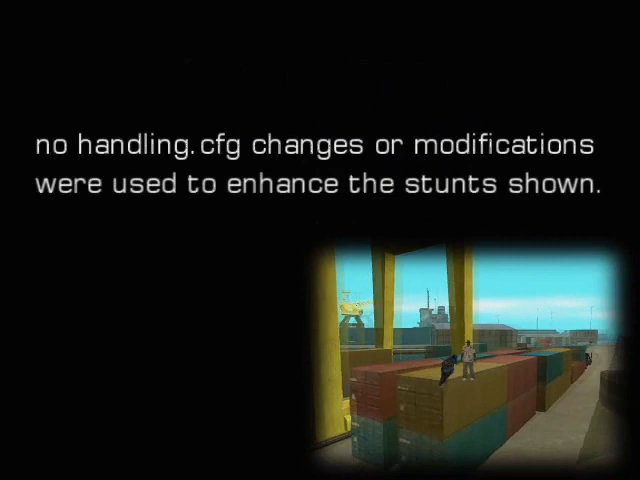 no handling.cfg changes or modifications
were used to enhance the stunts shown.